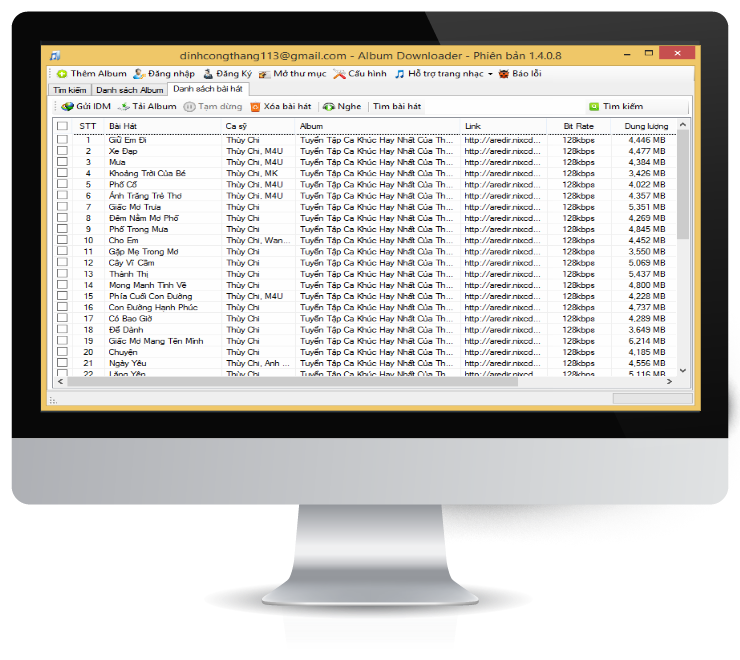 dinhcongthang113@gmail.com - Album Downloader - Phiên bản 1.4.0.8
Thêm Album Đăng nhập Đăng Ký Mở thư mục Cấu hình Hỗ trợ trang nhạc Báo lỗi
Tìm kiếm Danh sách Album Danh sách bài hát
Gửi IDM Tải Album Tạm dừng Xóa bài hát Nghe Tìm bài hát Tìm kiếm
STT Bài Hát Ca sỹ Album Link Bit Rate Dung lượng
1 Giữ Em Đi Thùy Chi Tuyển Tập Ca Khúc Hay Nhất Của Th... http://aredir.nixcd... 128kbps 4,446 MB
2 Xe Đạp Thùy Chi, M4U Tuyển Tập Ca Khúc Hay Nhất Của Th... http://aredir.nixcd... 128kbps 4,477 MB
3 Mưa Thùy Chi, M4U Tuyển Tập Ca Khúc Hay Nhất Của Th... http://aredir.nixcd... 128kbps 4,384 MB
4 Khoảng Trời Của Bé Thùy Chi, MK Tuyển Tập Ca Khúc Hay Nhất Của Th... http://aredir.nixcd... 128kbps 3,426 MB
5 Phố Cổ Thùy Chi, M4U Tuyển Tập Ca Khúc Hay Nhất Của Th... http://aredir.nixcd... 128kbps 4,022 MB
6 Ánh Trăng Trẻ Thơ Thùy Chi, M4U Tuyển Tập Ca Khúc Hay Nhất Của Th... http://aredir.nixcd... 128kbps 4,357 MB
7 Giấc Mơ Trưa Thùy Chi Tuyển Tập Ca Khúc Hay Nhất Của Th... http://aredir.nixcd... 128kbps 5,351 MB
8 Đêm Nằm Mơ Phố Thùy Chi Tuyển Tập Ca Khúc Hay Nhất Của Th... http://aredir.nixcd... 128kbps 4,269 MB
9 Phố Trong Mưa Thùy Chi Tuyển Tập Ca Khúc Hay Nhất Của Th... http://aredir.nixcd... 128kbps 4,845 MB
10 Cho Em Thùy Chi, Wan... Tuyển Tập Ca Khúc Hay Nhất Của Th... http://aredir.nixcd... 128kbps 4,452 MB
11 Gặp Mẹ Trong Mơ Thùy Chi Tuyển Tập Ca Khúc Hay Nhất Của Th... http://aredir.nixcd... 128kbps 3,550 MB
12 Cây Vĩ Cầm Thùy Chi Tuyển Tập Ca Khúc Hay Nhất Của Th... http://aredir.nixcd... 128kbps 5,069 MB
13 Thành Thị Thùy Chi Tuyển Tập Ca Khúc Hay Nhất Của Th... http://aredir.nixcd... 128kbps 5,437 MB
14 Mong Manh Tình Về Thùy Chi Tuyển Tập Ca Khúc Hay Nhất Của Th... http://aredir.nixcd... 128kbps 4,800 MB
15 Phía Cuối Con Đường Thùy Chi, M4U Tuyển Tập Ca Khúc Hay Nhất Của Th... http://aredir.nixcd... 128kbps 4,228 MB
16 Con Đường Hạnh Phúc Thùy Chi Tuyển Tập Ca Khúc Hay Nhất Của Th... http://aredir.nixcd... 128kbps 4,737 MB
17 Có Bao Giờ Thùy Chi Tuyển Tập Ca Khúc Hay Nhất Của Th... http://aredir.nixcd... 128kbps 4,289 MB
18 Để Dành Thùy Chi Tuyển Tập Ca Khúc Hay Nhất Của Th... http://aredir.nixcd... 128kbps 3,649 MB
19 Giấc Mơ Mang Tên Mình Thùy Chi Tuyển Tập Ca Khúc Hay Nhất Của Th... http://aredir.nixcd... 128kbps 6,214 MB
20 Chuyện Thùy Chi Tuyển Tập Ca Khúc Hay Nhất Của Th... http://aredir.nixcd... 128kbps 4,185 MB
21 Ngày Yêu Thùy Chi, Anh ... Tuyển Tập Ca Khúc Hay Nhất Của Th... http://aredir.nixcd... 128kbps 4,556 MB
22 Lặng Yên Thùy Chi Tuyển Tập Ca Khúc Hay Nhất Của Th... http://aredir.nixcd... 128kbps 5,116 MB